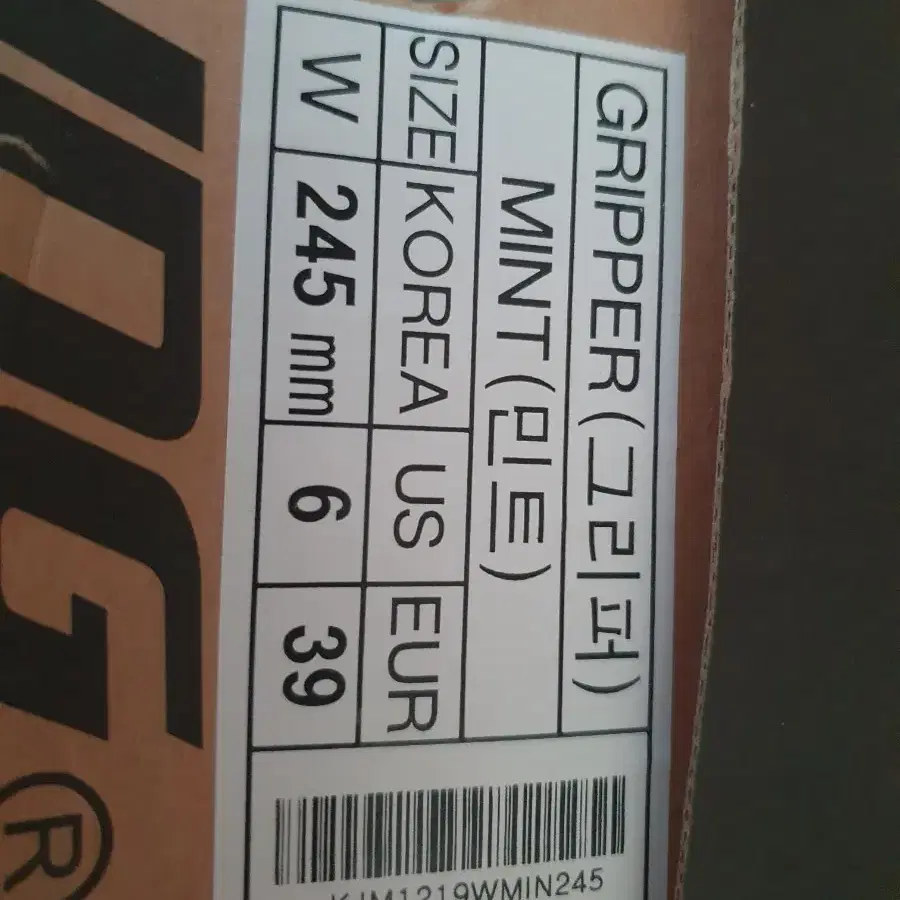 GRIPPER(그리퍼)
MINT(민트)
SIZE KOREA US EUR
W 245 mm 6 39
KJM1219WMIN245
®